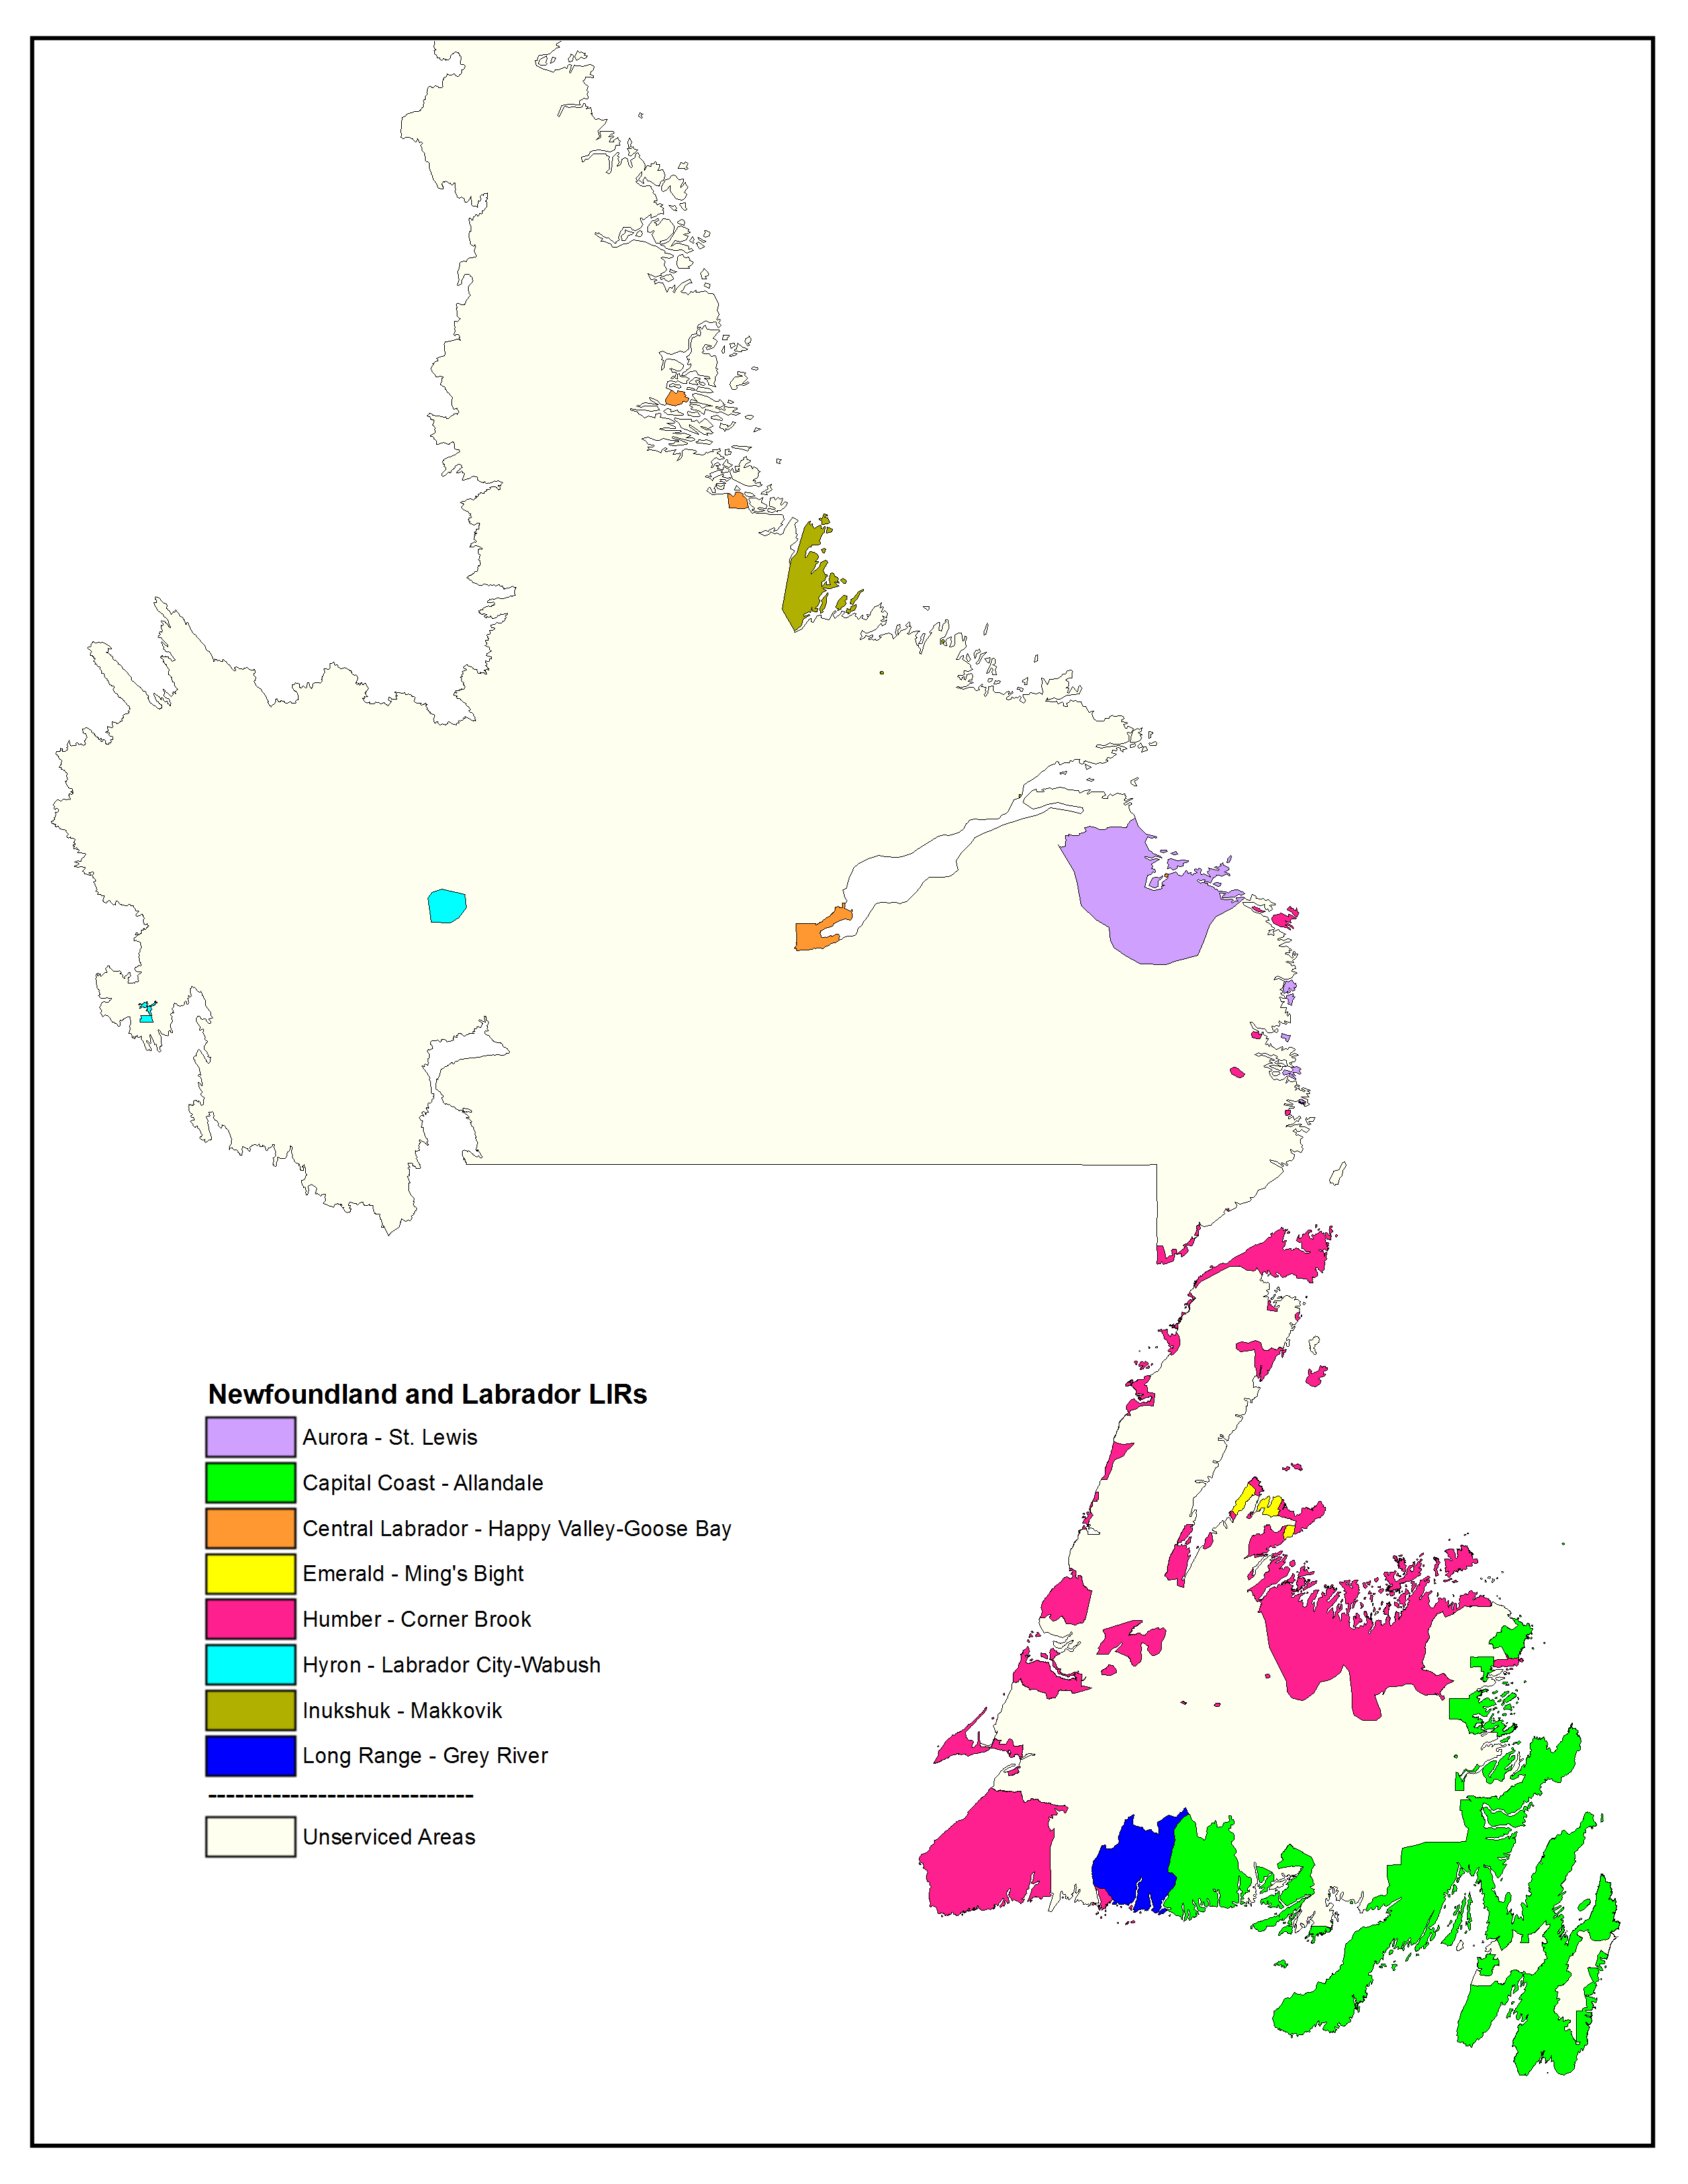 Newfoundland and Labrador LIRs
Aurora - St. Lewis
Capital Coast - Allandale
Central Labrador - Happy Valley-Goose Bay
Emerald - Ming's Bight
Humber - Corner Brook
Hyron - Labrador City-Wabush
Inukshuk - Makkovik
Long Range - Grey River
-----------------------------
Unserviced Areas